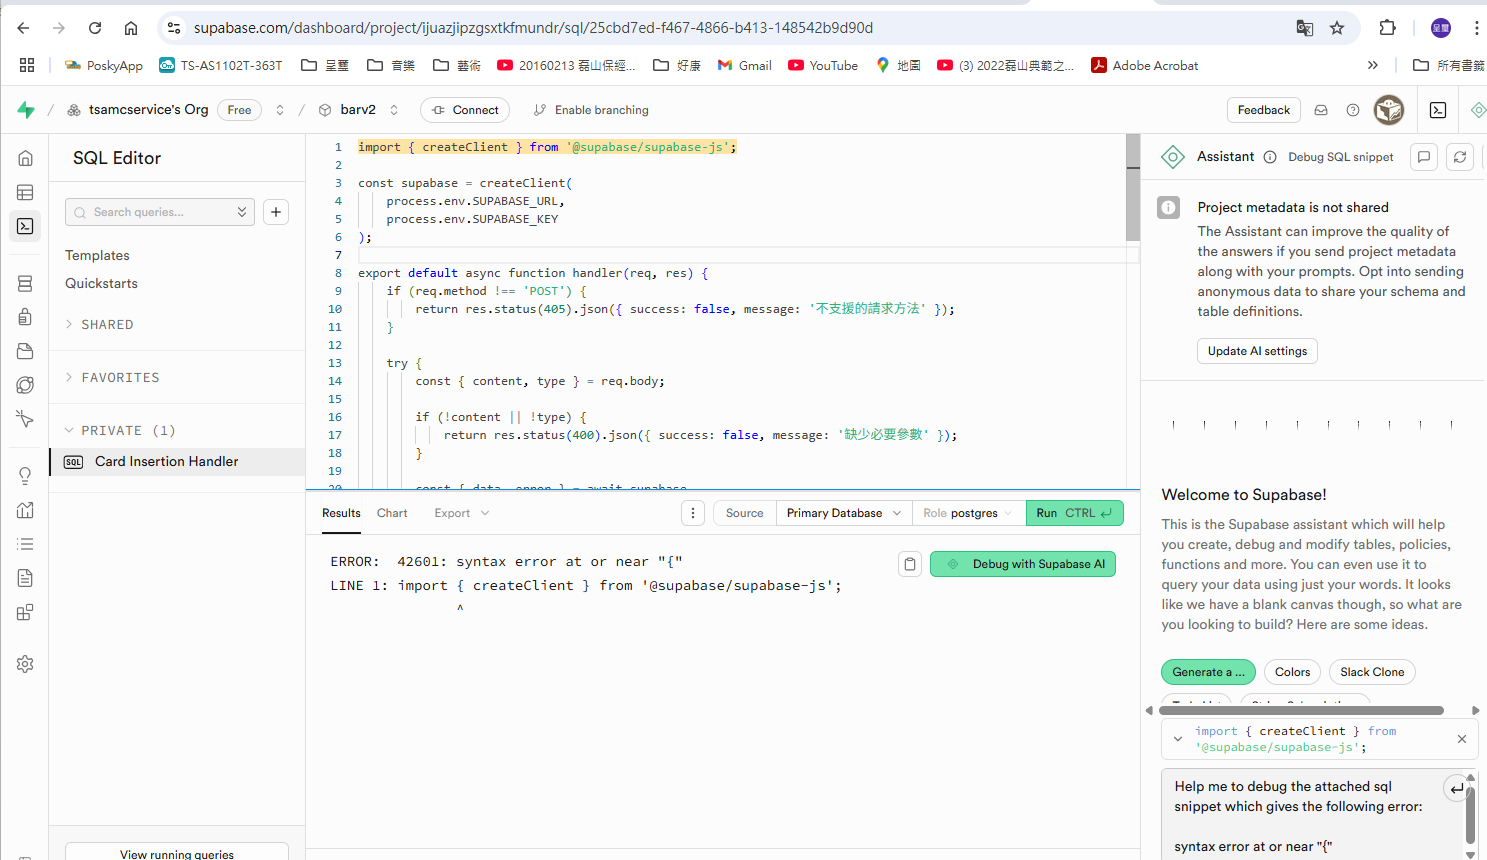 supabase.com/dashboard/project/ijuazjipzgsxtkfmundr/sql/25cbd7ed-f467-4866-b413-148542b9d90d
PoskyApp
TS-AS1102T-363T
呈豐
音樂
藝術
20160213 磊山保經...
好康
Gmail
YouTube
地圖
(3) 2022磊山典範之...
Adobe Acrobat
所有書籤
tsamcservice's Org
Free
barv2
Connect
Enable branching
Feedback
SQL Editor
Search queries...
Templates
Quickstarts
SHARED
FAVORITES
PRIVATE (1)
SQL Card Insertion Handler
View running queries
1 import { createClient } from '@supabase/supabase-js';
2
3 const supabase = createClient(
4 process.env.SUPABASE_URL,
5 process.env.SUPABASE_KEY
6 );
7
8 export default async function handler(req, res) {
9 if (req.method !== 'POST') {
10 return res.status(405).json({ success: false, message: '不支援的請求方法' });
11 }
12
13 try {
14 const { content, type } = req.body;
15
16 if (!content || !type) {
17 return res.status(400).json({ success: false, message: '缺少必要參數' });
18 }
19
20 const { data, error } = await supabase
Results
Chart
Export
Source
Primary Database
Role postgres
Run CTRL
ERROR: 42601: syntax error at or near "{"
LINE 1: import { createClient } from '@supabase/supabase-js';
^
Debug with Supabase AI
Assistant
Debug SQL snippet
Project metadata is not shared
The Assistant can improve the quality of
the answers if you send project metadata
along with your prompts. Opt into sending
anonymous data to share your schema and
table definitions.
Update AI settings
Welcome to Supabase!
This is the Supabase assistant which will help
you create, debug and modify tables, policies,
functions and more. You can even use it to
query your data using just your words. It looks
like we have a blank canvas though, so what are
you looking to build? Here are some ideas.
Generate a ...
Colors
Slack Clone
import { createClient } from
'@supabase/supabase-js';
Help me to debug the attached sql
snippet which gives the following error:
syntax error at or near "{"